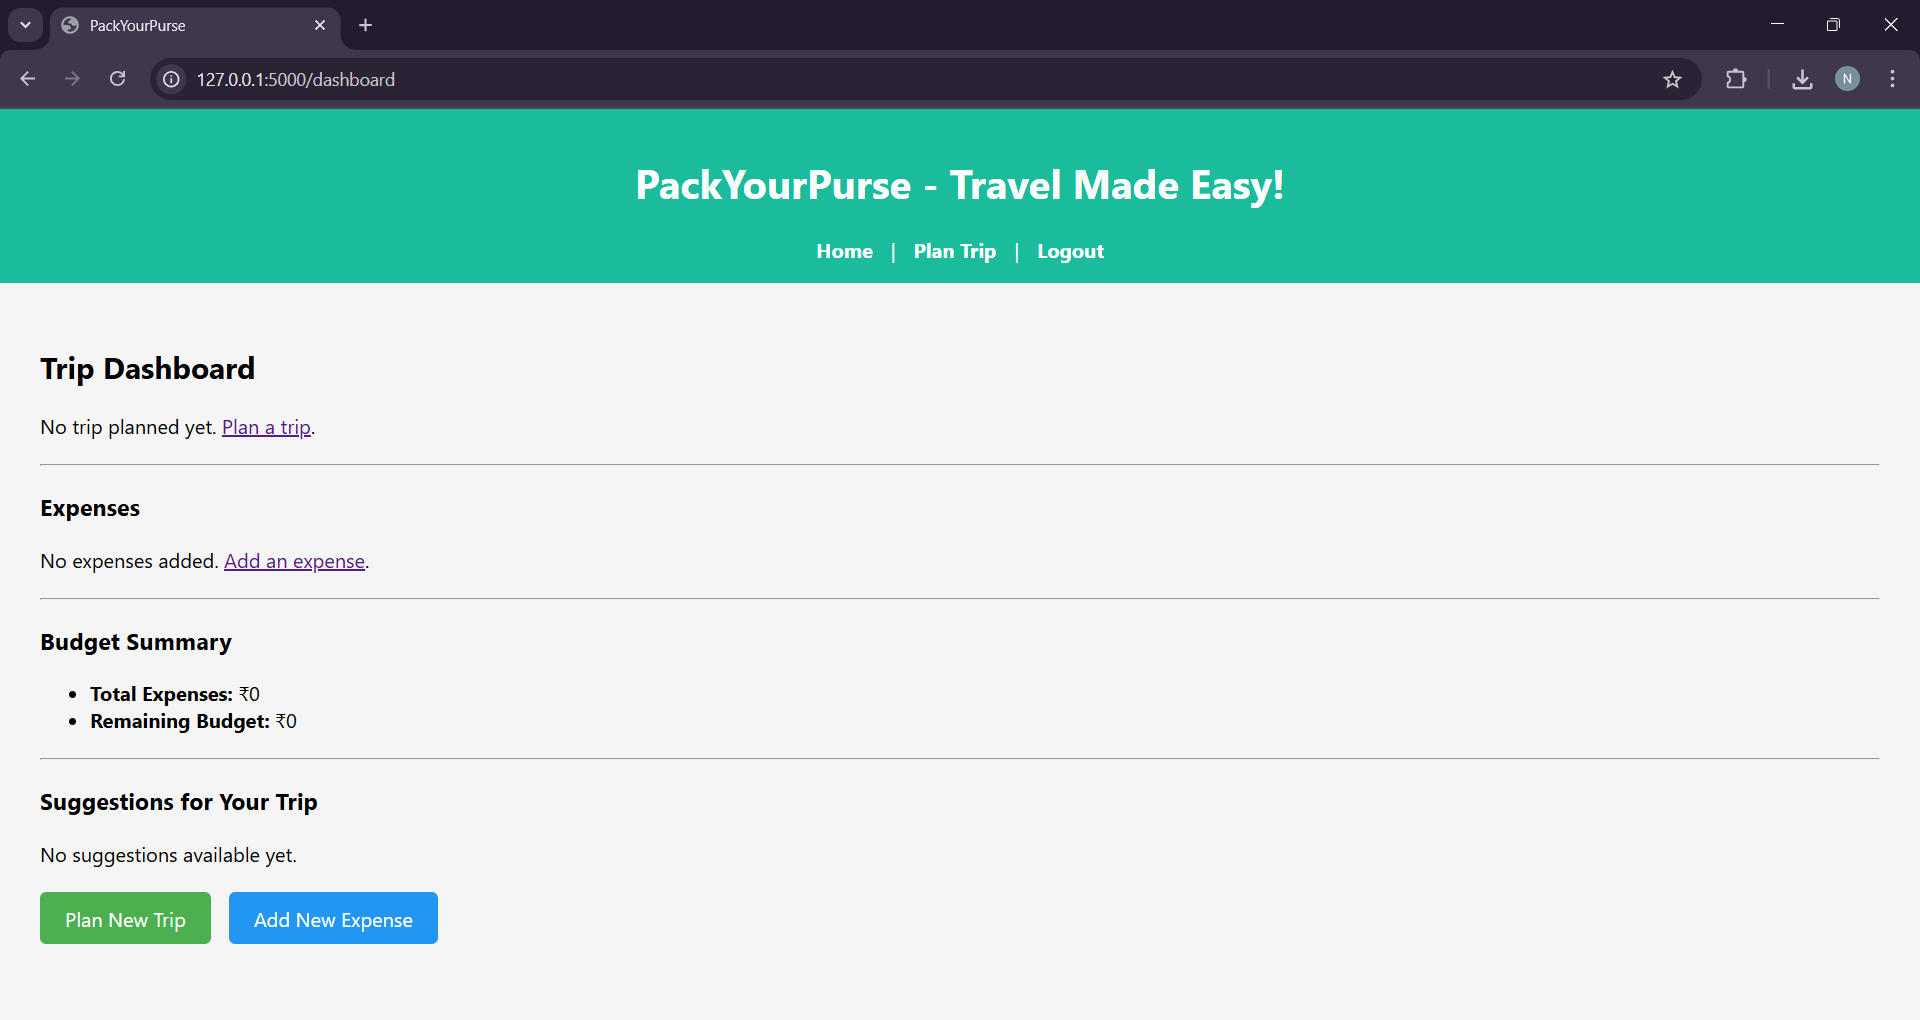 PackYourPurse
127.0.0.1:5000/dashboard
N
PackYourPurse - Travel Made Easy!
Home | Plan Trip | Logout
Trip Dashboard
No trip planned yet. Plan a trip.
Expenses
No expenses added. Add an expense.
Budget Summary
• Total Expenses: ₹0
• Remaining Budget: ₹0
Suggestions for Your Trip
No suggestions available yet.
Plan New Trip Add New Expense